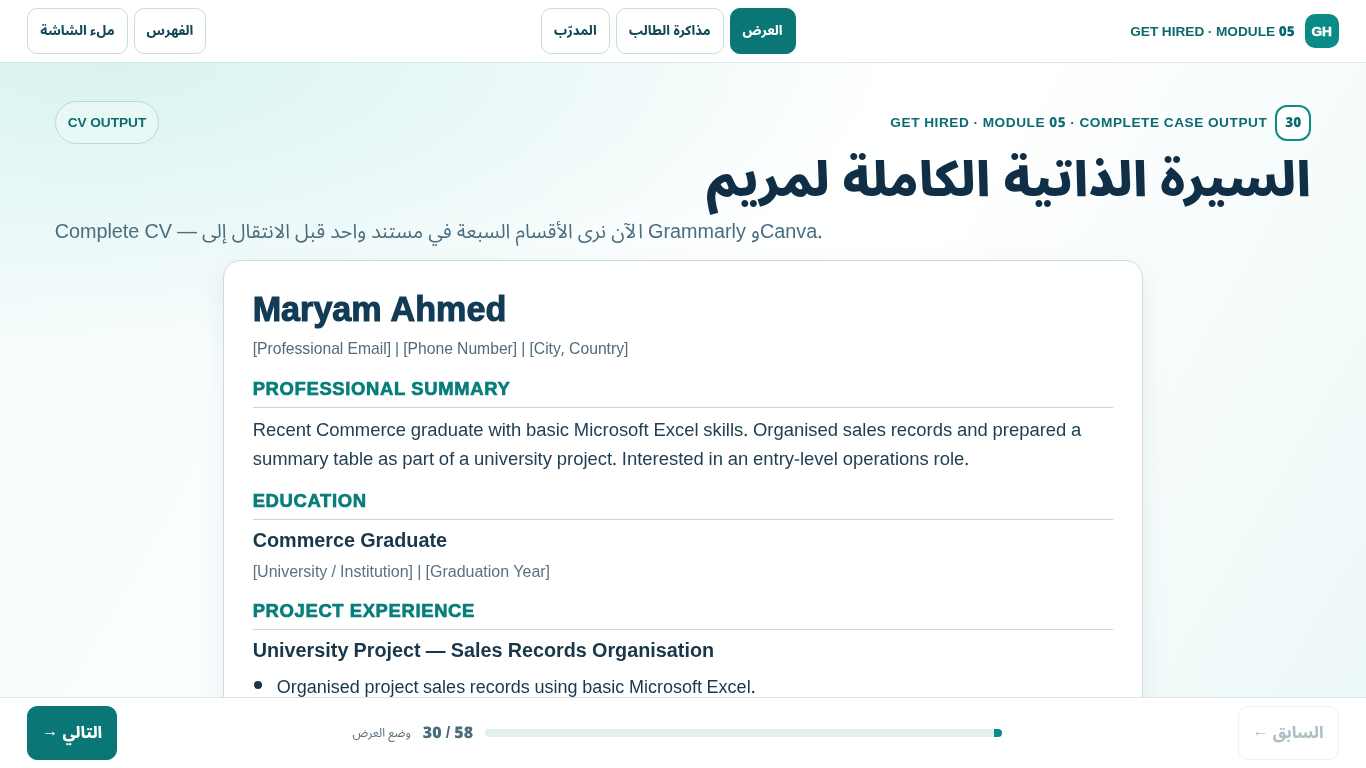 GH GET HIRED · MODULE 05
العرض
مذاكرة الطالب
المدرّب
الفهرس
ملء الشاشة
30 GET HIRED · MODULE 05 · COMPLETE CASE OUTPUT
CV OUTPUT
السيرة الذاتية الكاملة لمريم
Complete CV — الآن نرى الأقسام السبعة في مستند واحد قبل الانتقال إلى Grammarly وCanva.
Maryam Ahmed
[Professional Email] | [Phone Number] | [City, Country]
PROFESSIONAL SUMMARY
Recent Commerce graduate with basic Microsoft Excel skills. Organised sales records and prepared a
summary table as part of a university project. Interested in an entry-level operations role.
EDUCATION
Commerce Graduate
[University / Institution] | [Graduation Year]
PROJECT EXPERIENCE
University Project — Sales Records Organisation
• Organised project sales records using basic Microsoft Excel.
السابق ←
30 / 58
وضع العرض
التالي →